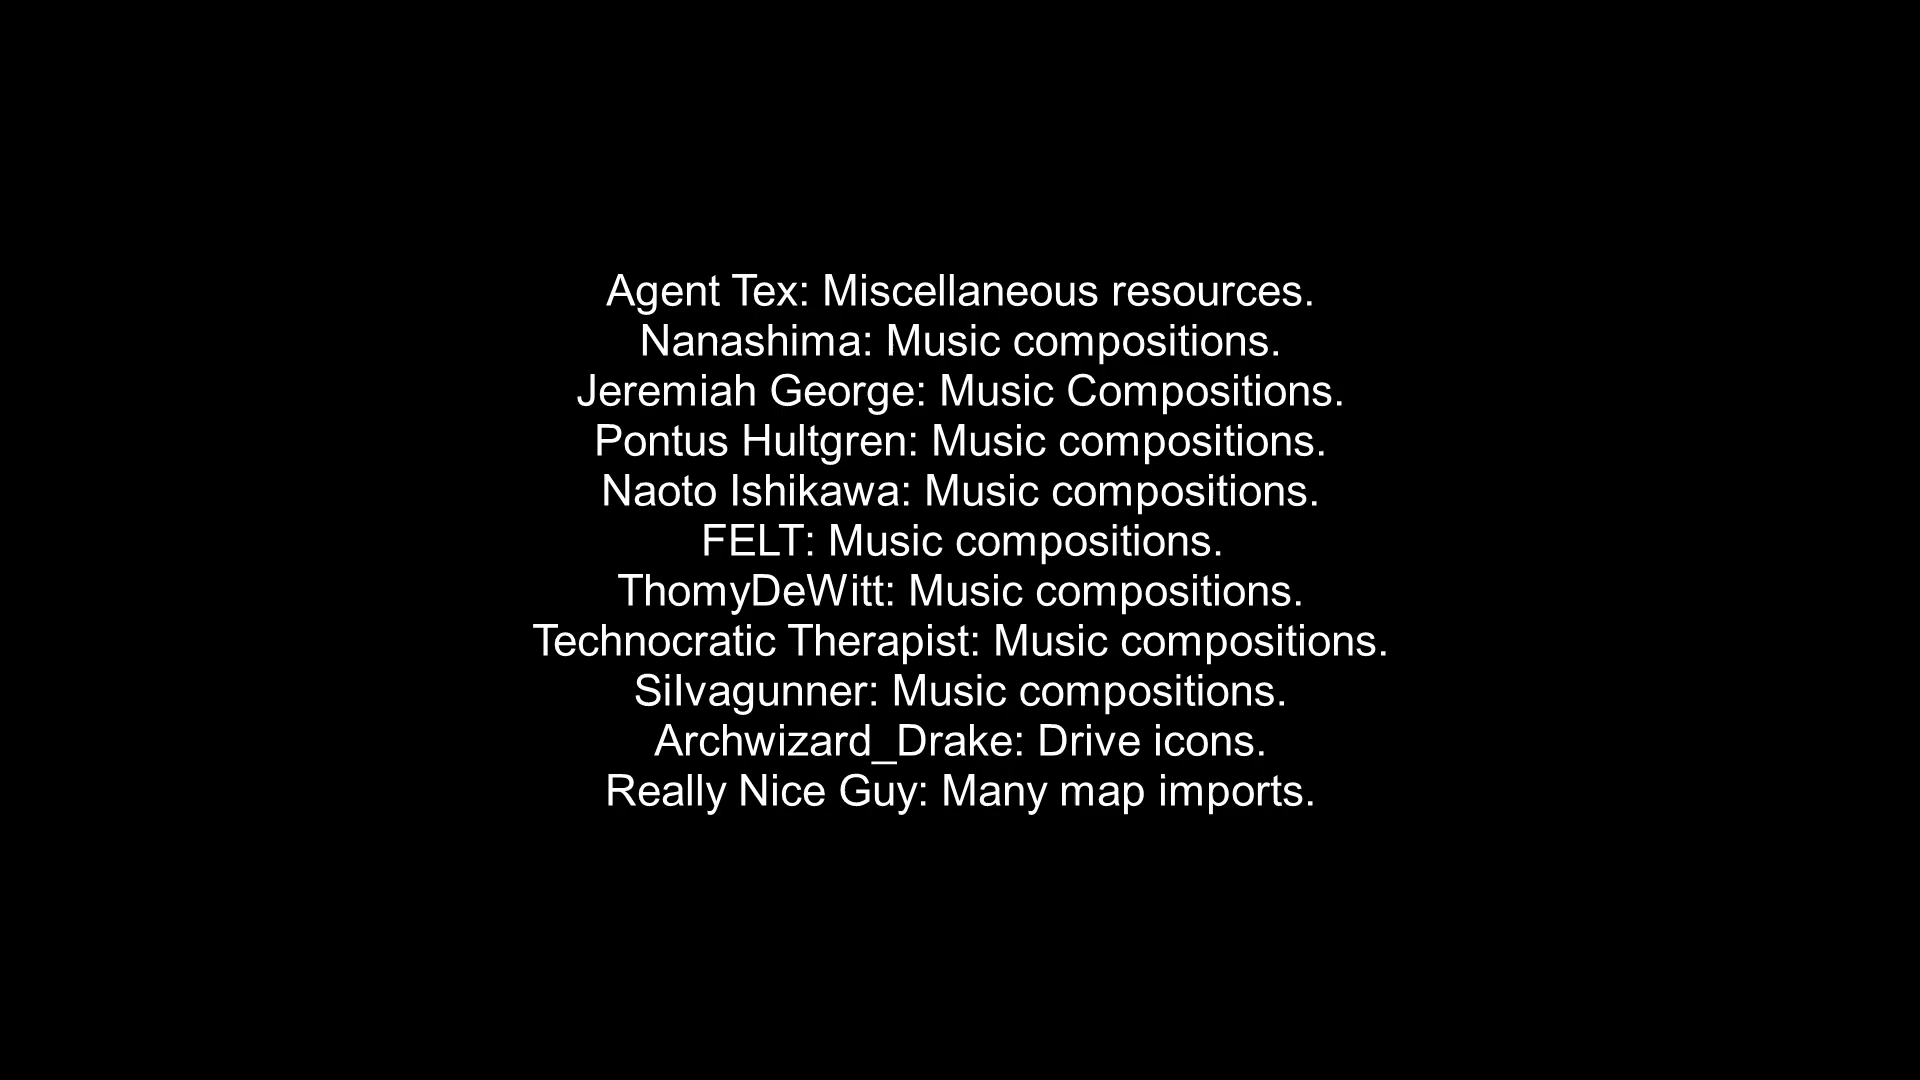 Agent Tex: Miscellaneous resources.
Nanashima: Music compositions.
Jeremiah George: Music Compositions.
Pontus Hultgren: Music compositions.
Naoto Ishikawa: Music compositions.
FELT: Music compositions.
ThomyDeWitt: Music compositions.
Technocratic Therapist: Music compositions.
SiIvagunner: Music compositions.
Archwizard_Drake: Drive icons.
Really Nice Guy: Many map imports.